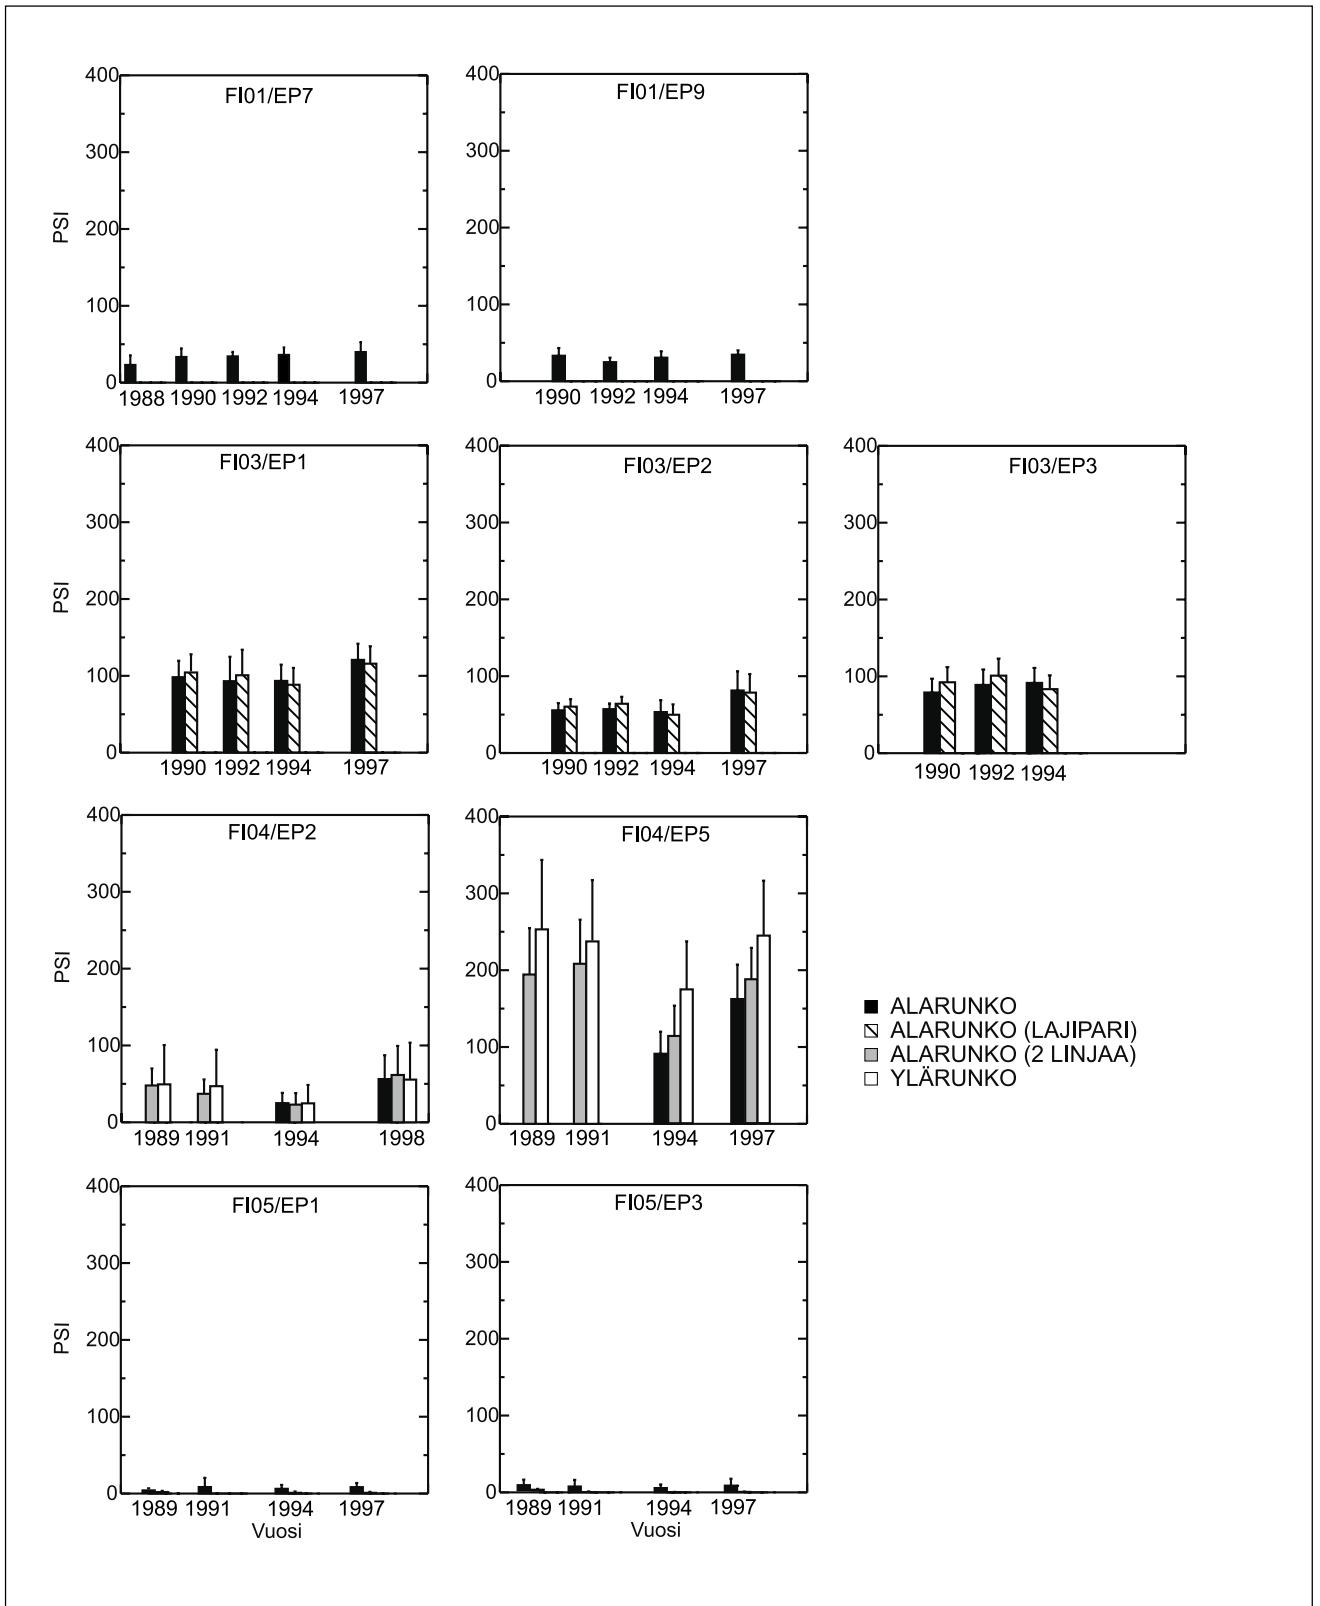 FI01/EP7
400
300
200
100
0
PSI
1988 1990 1992 1994 1997
FI01/EP9
400
300
200
100
0
1990 1992 1994 1997
FI03/EP1
400
300
200
100
0
PSI
1990 1992 1994 1997
FI03/EP2
400
300
200
100
0
1990 1992 1994 1997
FI03/EP3
400
300
200
100
0
1990 1992 1994
FI04/EP2
400
300
200
100
0
PSI
1989 1991 1994 1998
FI04/EP5
400
300
200
100
0
1989 1991 1994 1997
ALARUNKO
ALARUNKO (LAJIPARI)
ALARUNKO (2 LINJAA)
YLÄRUNKO
FI05/EP1
400
300
200
100
0
PSI
1989 1991 1994 1997
Vuosi
FI05/EP3
400
300
200
100
0
1989 1991 1994 1997
Vuosi